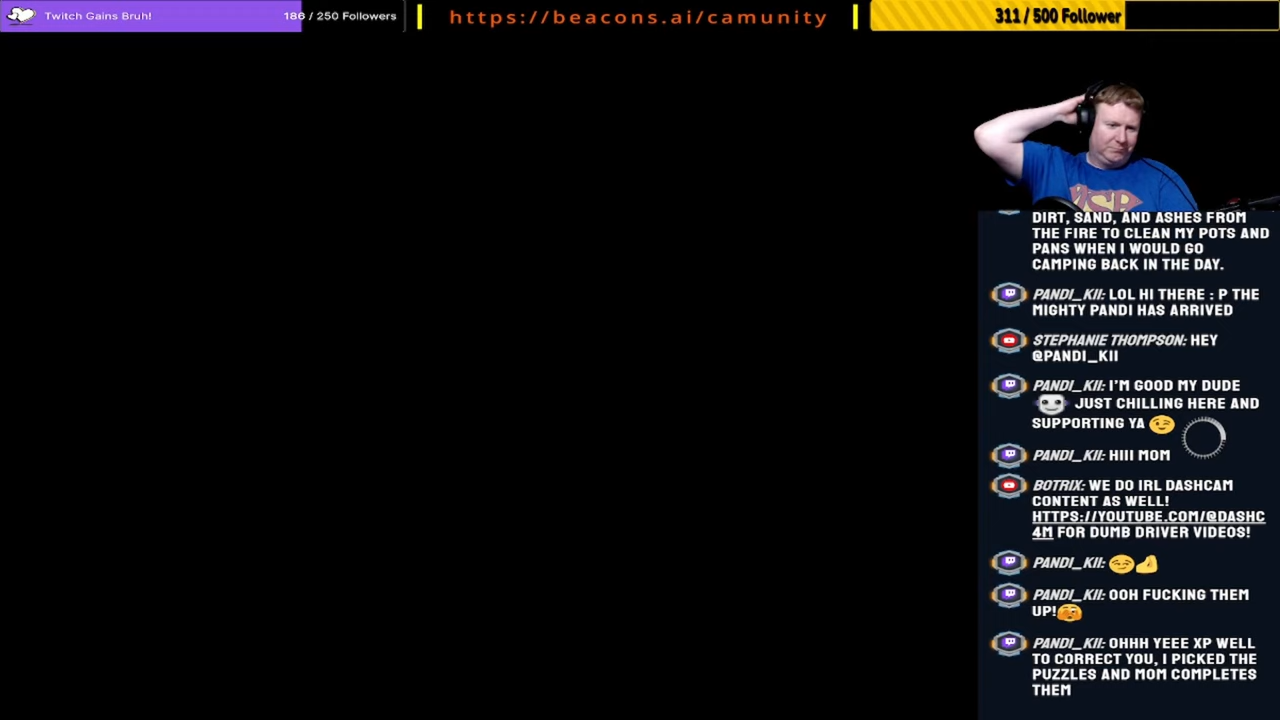 Twitch Gains Bruh!
186 / 250 Followers
https://beacons.ai/camunity
311 / 500 Follower
DIRT, SAND, AND ASHES FROM
THE FIRE TO CLEAN MY POTS AND
PANS WHEN I WOULD GO
CAMPING BACK IN THE DAY.
PANDI_KII: LOL HI THERE : P THE
MIGHTY PANDI HAS ARRIVED
STEPHANIE THOMPSON: HEY
@PANDI_KII
PANDI_KII: I'M GOOD MY DUDE
JUST CHILLING HERE AND
SUPPORTING YA 😉
PANDI_KII: HIII MOM
BOTRIX: WE DO IRL DASHCAM
CONTENT AS WELL!
HTTPS://YOUTUBE.COM/@DASHC
4M FOR DUMB DRIVER VIDEOS!
PANDI_KII:
PANDI_KII: OOH FUCKING THEM
UP!
PANDI_KII: OHHH YEEE XP WELL
TO CORRECT YOU, I PICKED THE
PUZZLES AND MOM COMPLETES
THEM